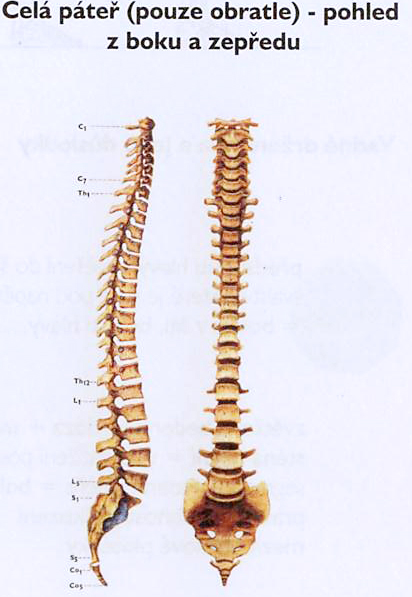 Celá páteř (pouze obratle) - pohled
z boku a zepředu
C1
C7
Th1
Th12
L1
L5
S1
S5
Co1
Co5